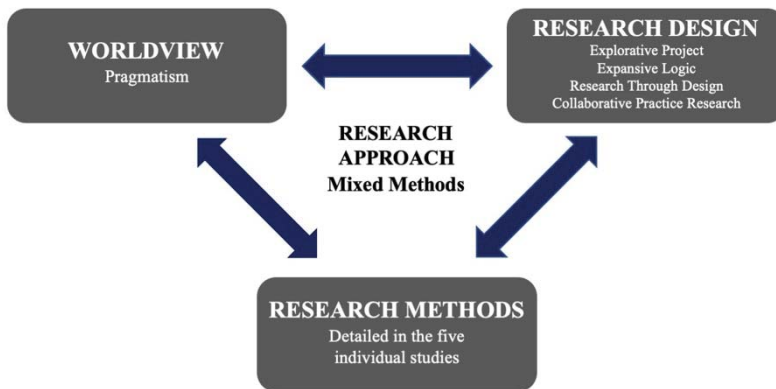 WORLDVIEW
Pragmatism
RESEARCH DESIGN
Explorative Project
Expansive Logic
Research Through Design
Collaborative Practice Research
RESEARCH
APPROACH
Mixed Methods
RESEARCH METHODS
Detailed in the five
individual studies